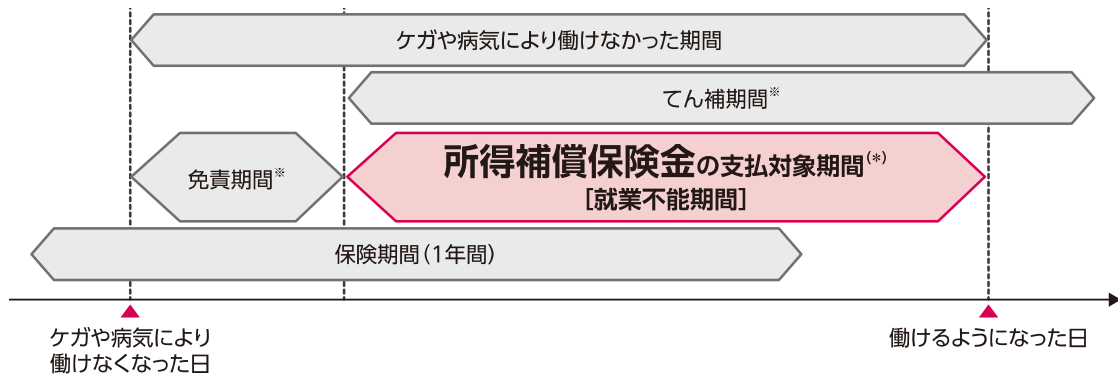 ケガや病気により働けなかった期間
てん補期間※
免責期間※
所得補償保険金の支払対象期間(*)
[就業不能期間]
保険期間(1年間)
ケガや病気により
働けなくなった日
働けるようになった日